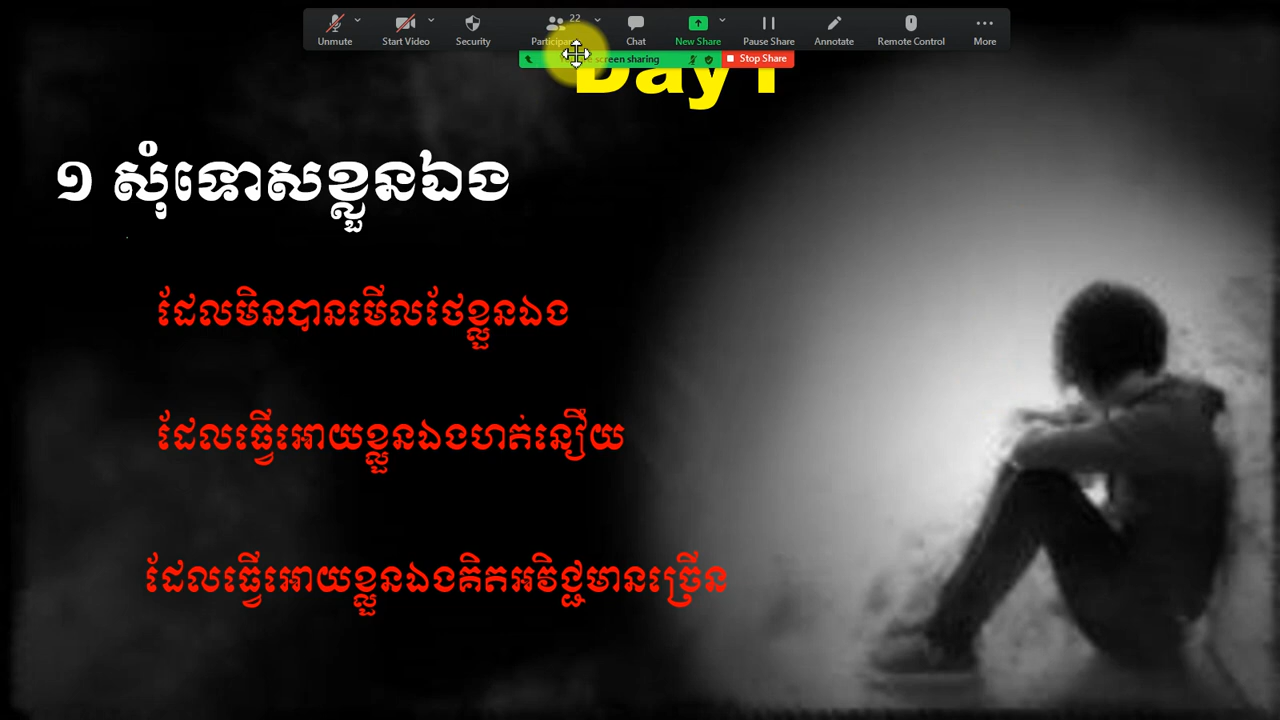 22
Unmute
Start Video
Security
Chat
New Share
Pause Share
Annotate
Remote Control
More
screen sharing
Stop Share
Day1
១ សុំទោសខ្លួនឯង
ដែលមិនបានមើលថែខ្លួនឯង
ដែលធ្វើអោយខ្លួនឯងហត់នឿយ
ដែលធ្វើអោយខ្លួនឯងគិតអវិជ្ជមានច្រើន